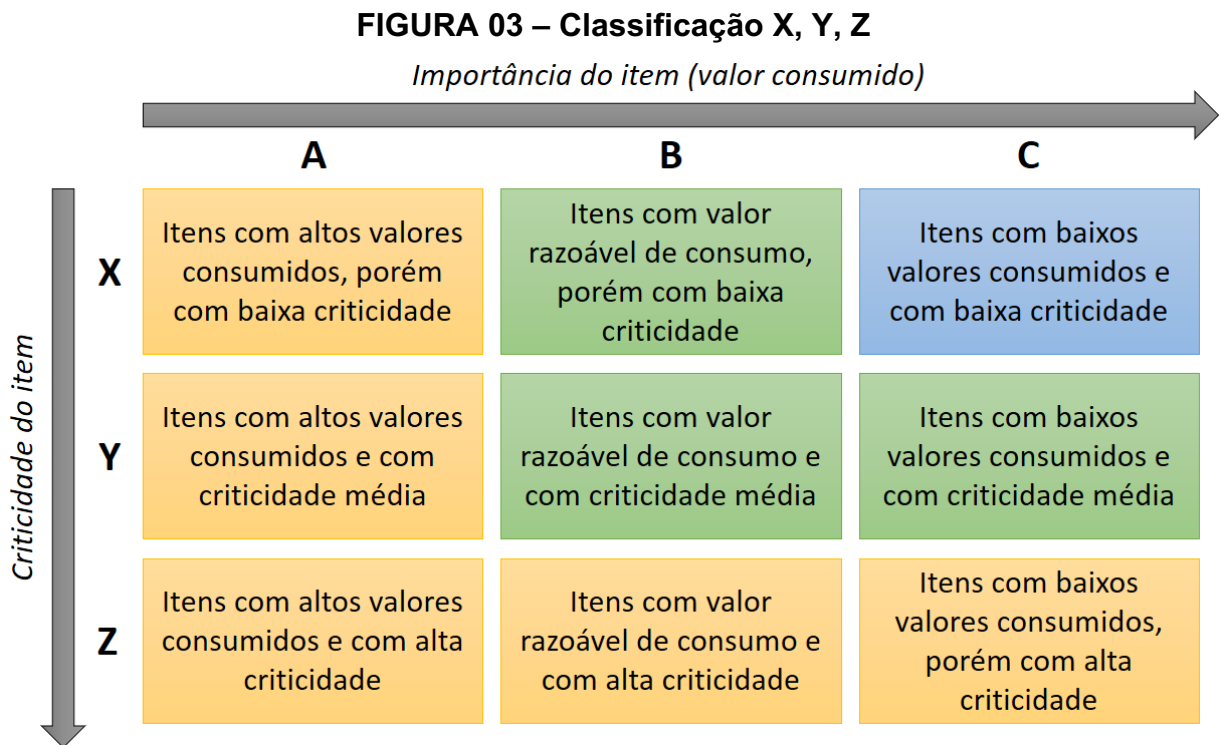 FIGURA 03 – Classificação X, Y, Z
Importância do item (valor consumido)
A
B
C
Criticidade do item
X
Itens com altos valores
consumidos, porém
com baixa criticidade
Itens com valor
razoável de consumo,
porém com baixa
criticidade
Itens com baixos
valores consumidos e
com baixa criticidade
Y
Itens com altos valores
consumidos e com
criticidade média
Itens com valor
razoável de consumo e
com criticidade média
Itens com baixos
valores consumidos e
com criticidade média
Z
Itens com altos valores
consumidos e com alta
criticidade
Itens com valor
razoável de consumo e
com alta criticidade
Itens com baixos
valores consumidos,
porém com alta
criticidade